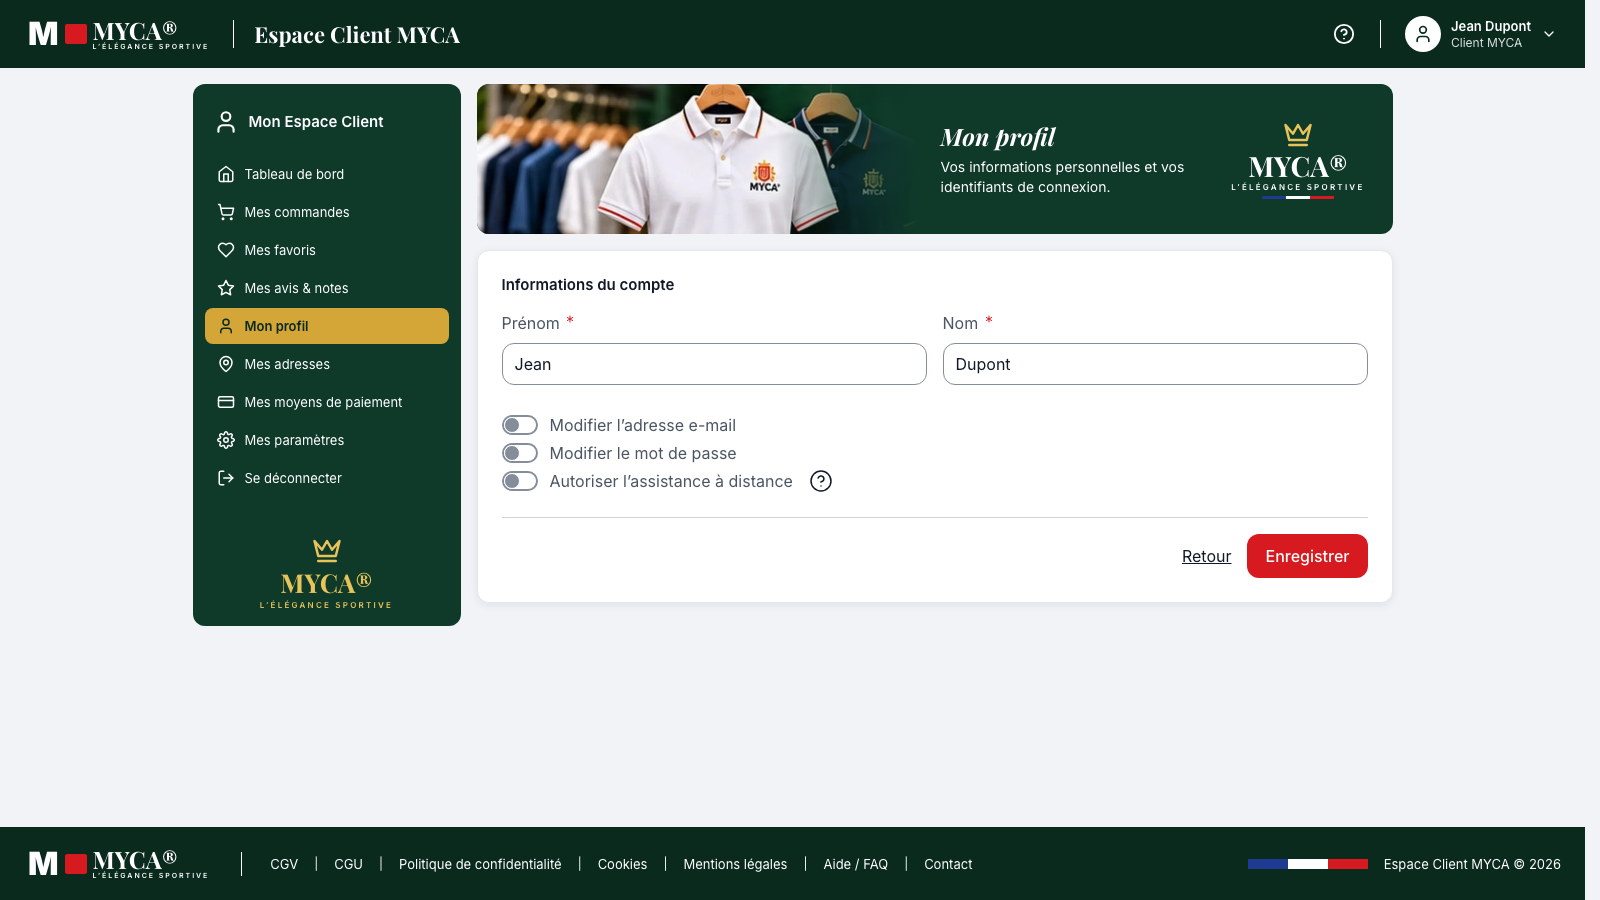 M MYCA®
L'ÉLÉGANCE SPORTIVE
Espace Client MYCA
Jean Dupont
Client MYCA
Mon Espace Client
Tableau de bord
Mes commandes
Mes favoris
Mes avis & notes
Mon profil
Mes adresses
Mes moyens de paiement
Mes paramètres
Se déconnecter
MYCA®
L'ÉLÉGANCE SPORTIVE
MYCA
MYCA
Mon profil
Vos informations personnelles et vos
identifiants de connexion.
MYCA®
L'ÉLÉGANCE SPORTIVE
Informations du compte
Prénom *
Nom *
Jean
Dupont
Modifier l’adresse e-mail
Modifier le mot de passe
Autoriser l’assistance à distance
Retour
Enregistrer
M MYCA®
L'ÉLÉGANCE SPORTIVE
CGV | CGU | Politique de confidentialité | Cookies | Mentions légales | Aide / FAQ | Contact
Espace Client MYCA © 2026